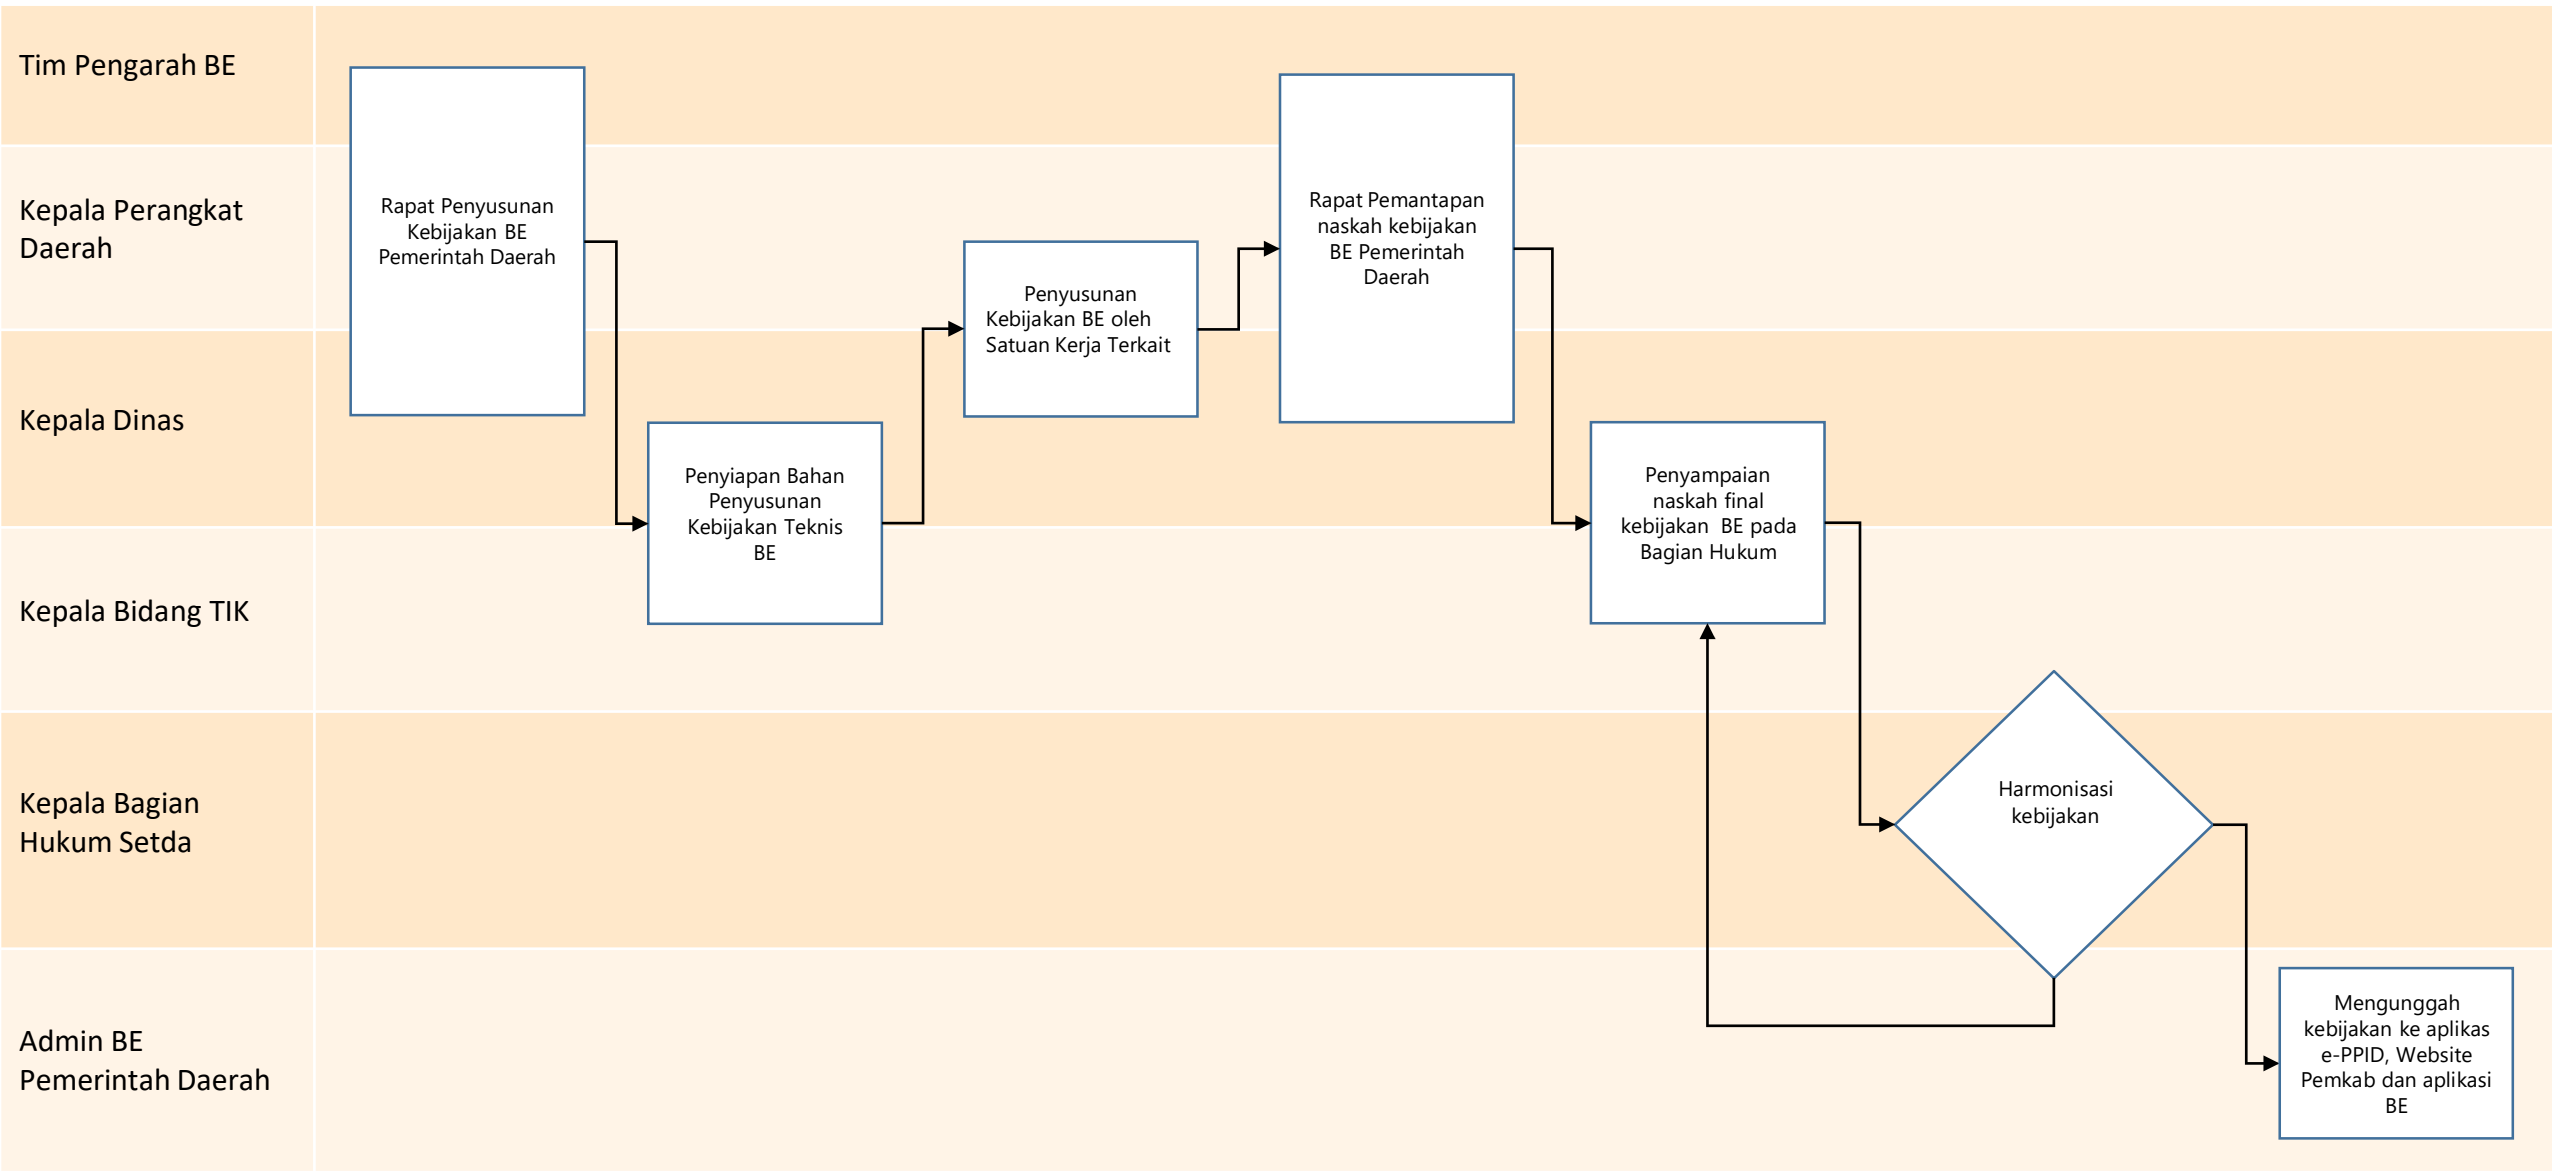 Tim Pengarah BE
Kepala Perangkat
Daerah
Kepala Dinas
Kepala Bidang TIK
Kepala Bagian
Hukum Setda
Admin BE
Pemerintah Daerah
Rapat Penyusunan
Kebijakan BE
Pemerintah Daerah
Penyiapan Bahan
Penyusunan
Kebijakan Teknis
BE
Penyusunan
Kebijakan BE oleh
Satuan Kerja Terkait
Rapat Pemantapan
naskah kebijakan
BE Pemerintah
Daerah
Penyampaian
naskah final
kebijakan BE pada
Bagian Hukum
Harmonisasi
kebijakan
Mengunggah
kebijakan ke aplikas
e-PPID, Website
Pemkab dan aplikasi
BE